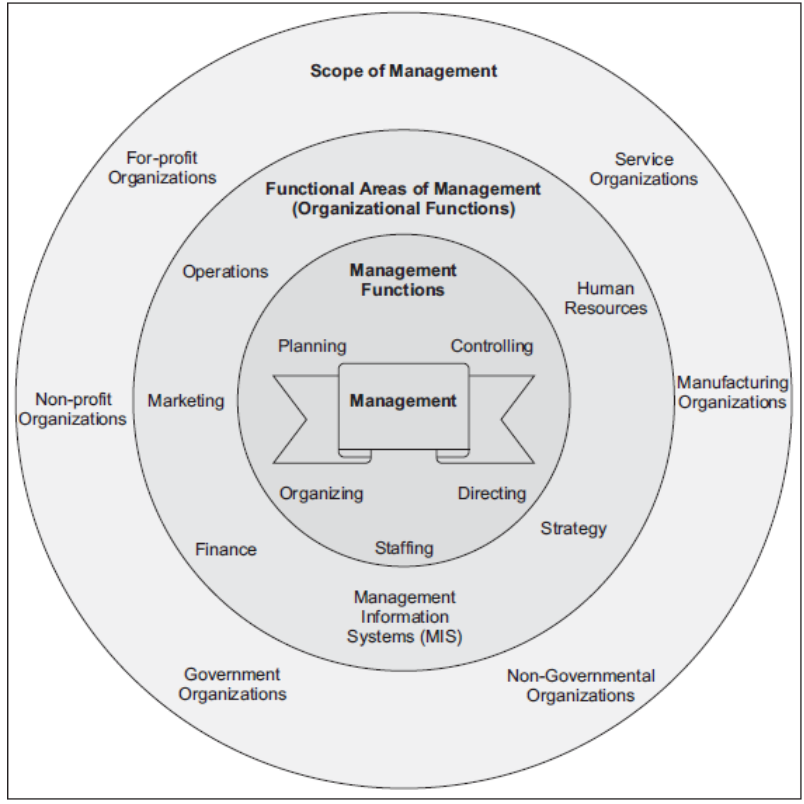 Scope of Management
For-profit
Organizations
Service
Organizations
Functional Areas of Management
(Organizational Functions)
Operations
Management
Functions
Human
Resources
Planning
Controlling
Non-profit
Organizations
Marketing
Management
Manufacturing
Organizations
Organizing
Directing
Finance
Staffing
Strategy
Management
Information
Systems (MIS)
Government
Organizations
Non-Governmental
Organizations